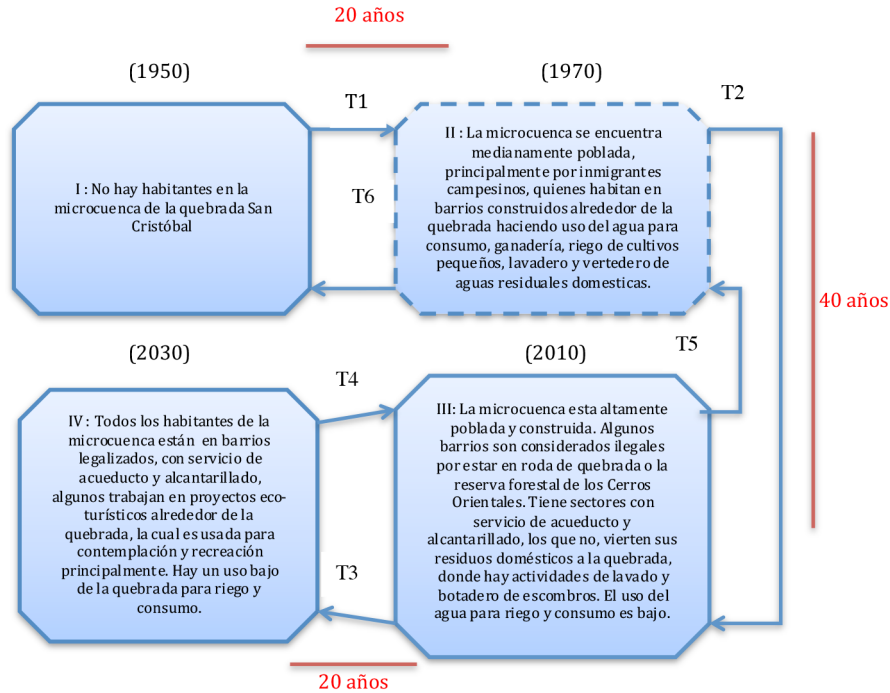 20 años
(1950)
(1970)
T1
T2
I : No hay habitantes en la
microcuenca de la quebrada San
Cristóbal
T6
II : La microcuenca se encuentra
medianamente poblada,
principalmente por inmigrantes
campesinos, quienes habitan en
barrios construidos alrededor de la
quebrada haciendo uso del agua para
consumo, ganadería, riego de cultivos
pequeños, lavadero y vertedero de
aguas residuales domesticas.
40 años
(2030)
(2010)
T5
T4
IV : Todos los habitantes de la
microcuenca están en barrios
legalizados, con servicio de
acueducto y alcantarillado,
algunos trabajan en proyectos eco-
turísticos alrededor de la
quebrada, la cual es usada para
contemplación y recreación
principalmente. Hay un uso bajo
de la quebrada para riego y
consumo.
T3
III: La microcuenca esta altamente
poblada y construida. Algunos
barrios son considerados ilegales
por estar en roda de quebrada o la
reserva forestal de los Cerros
Orientales. Tiene sectores con
servicio de acueducto y
alcantarillado, los que no, vierten sus
residuos domésticos a la quebrada,
donde hay actividades de lavado y
botadero de escombros. El uso del
agua para riego y consumo es bajo.
20 años